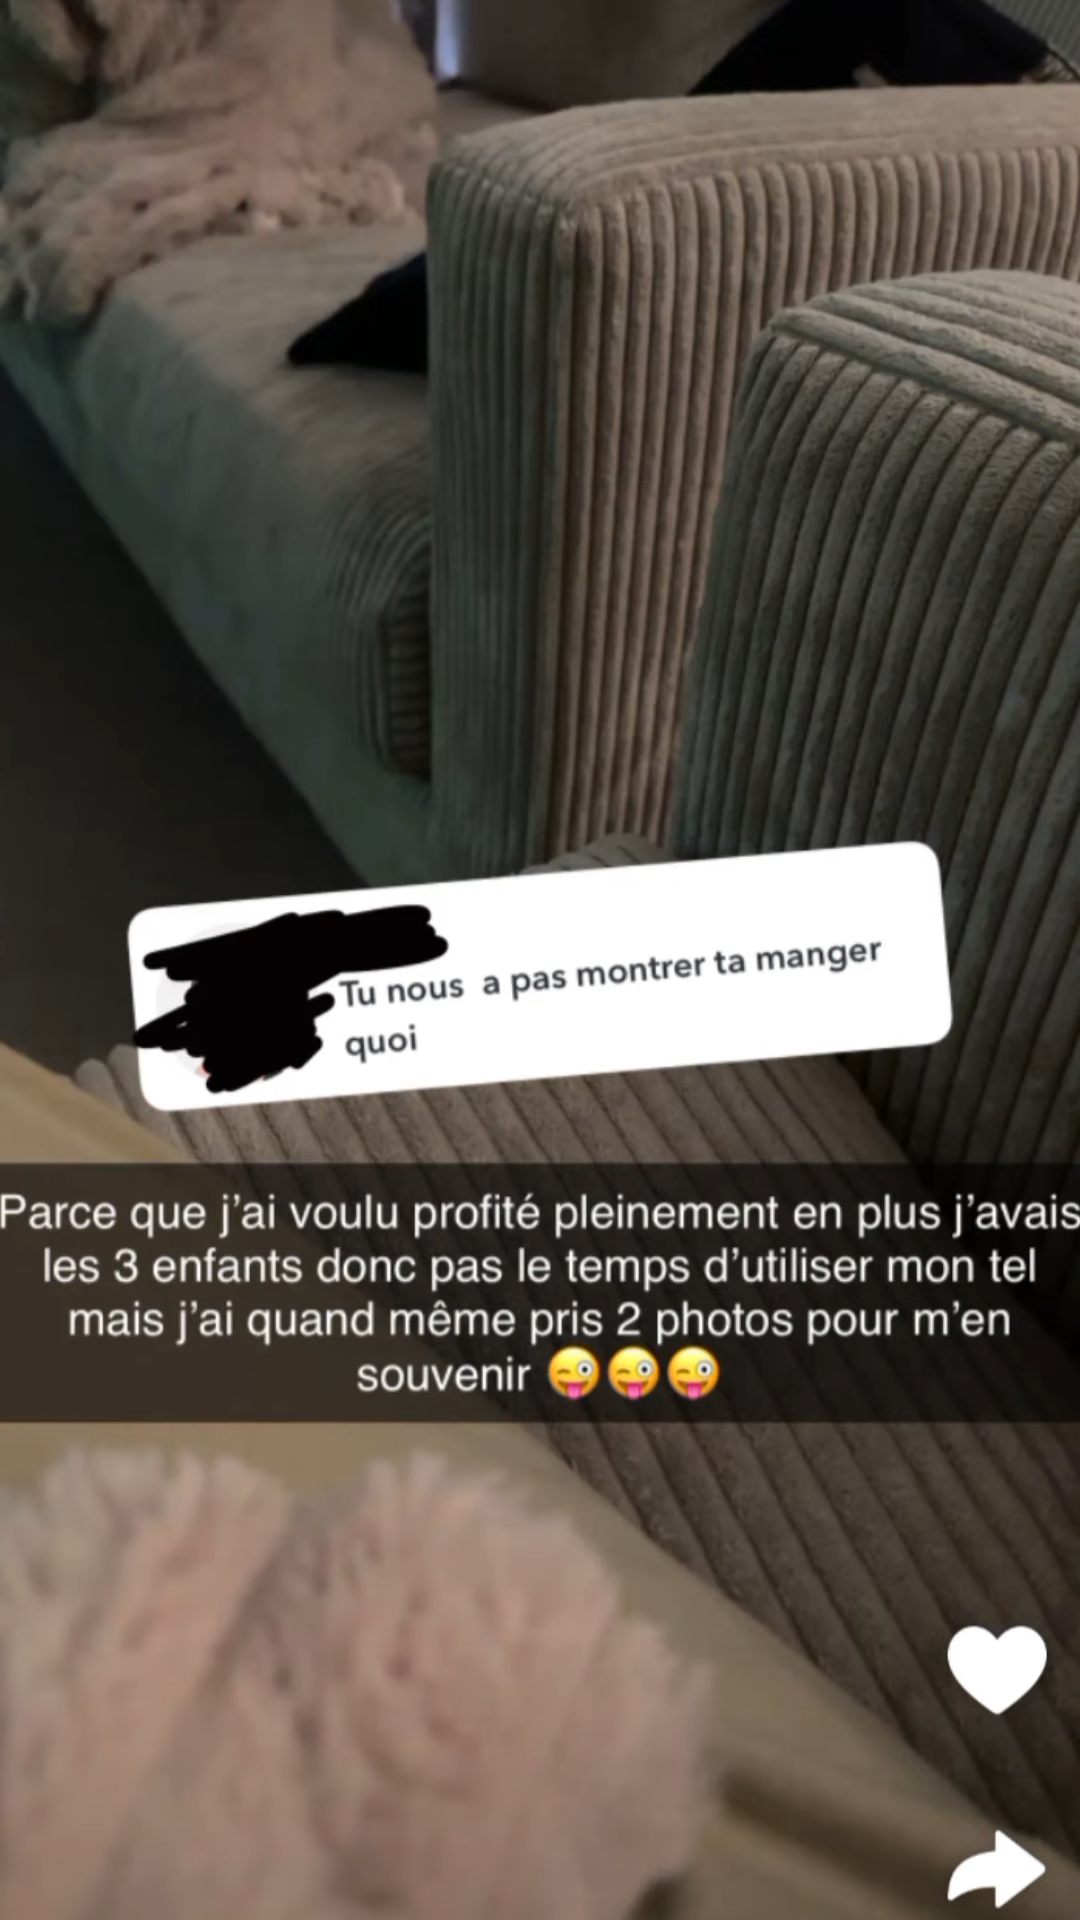 Tu nous  a pas montrer ta manger
quoi
Parce que j’ai voulu profité pleinement en plus j’avais
les 3 enfants donc pas le temps d’utiliser mon tel
mais j’ai quand même pris 2 photos pour m’en
souvenir 😜😜😜